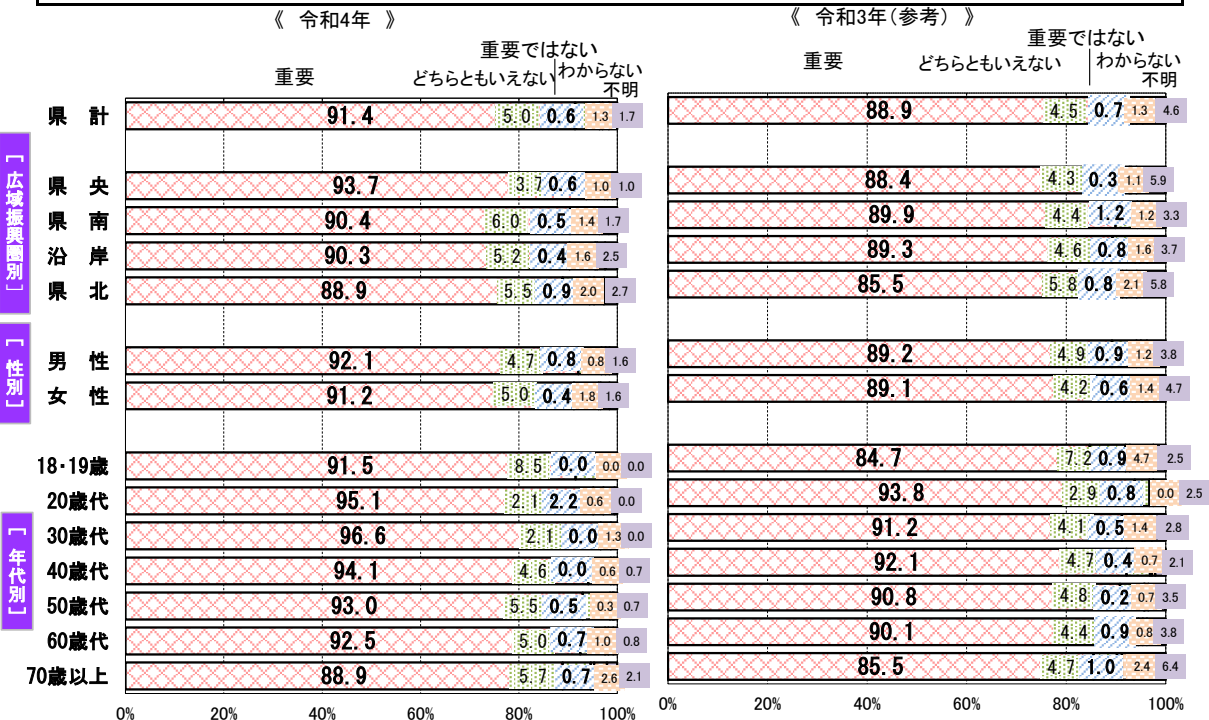 《 令和4年 》
重要ではない
重要 どちらともいえない わからない
不明
県 計 91.4 5.0 0.6 1.3 1.7
[広域振興圏別]
県 央 93.7 3.7 0.6 1.0 1.0
県 南 90.4 6.0 0.5 1.4 1.7
沿 岸 90.3 5.2 0.4 1.6 2.5
県 北 88.9 5.5 0.9 2.0 2.7
[性別]
男 性 92.1 4.7 0.8 0.8 1.6
女 性 91.2 5.0 0.4 1.8 1.6
[年代別]
18・19歳 91.5 8.5 0.0 0.0 0.0
20歳代 95.1 2.1 2.2 0.6 0.0
30歳代 96.6 2.1 0.0 1.3 0.0
40歳代 94.1 4.6 0.0 0.6 0.7
50歳代 93.0 5.5 0.5 0.3 0.7
60歳代 92.5 5.0 0.7 1.0 0.8
70歳以上 88.9 5.7 0.7 2.6 2.1
0% 20% 40% 60% 80% 100%
《 令和3年(参考) 》
重要ではない
重要 どちらともいえない わからない
不明
88.9 4.5 0.7 1.3 4.6
88.4 4.3 0.3 1.1 5.9
89.9 4.4 1.2 1.2 3.3
89.3 4.6 0.8 1.6 3.7
85.5 5.8 0.8 2.1 5.8
89.2 4.9 0.9 1.2 3.8
89.1 4.2 0.6 1.4 4.7
84.7 7.2 0.9 4.7 2.5
93.8 2.9 0.8 0.0 2.5
91.2 4.1 0.5 1.4 2.8
92.1 4.7 0.4 0.7 2.1
90.8 4.8 0.2 0.7 3.5
90.1 4.4 0.9 0.8 3.8
85.5 4.7 1.0 2.4 6.4
0% 20% 40% 60% 80% 100%